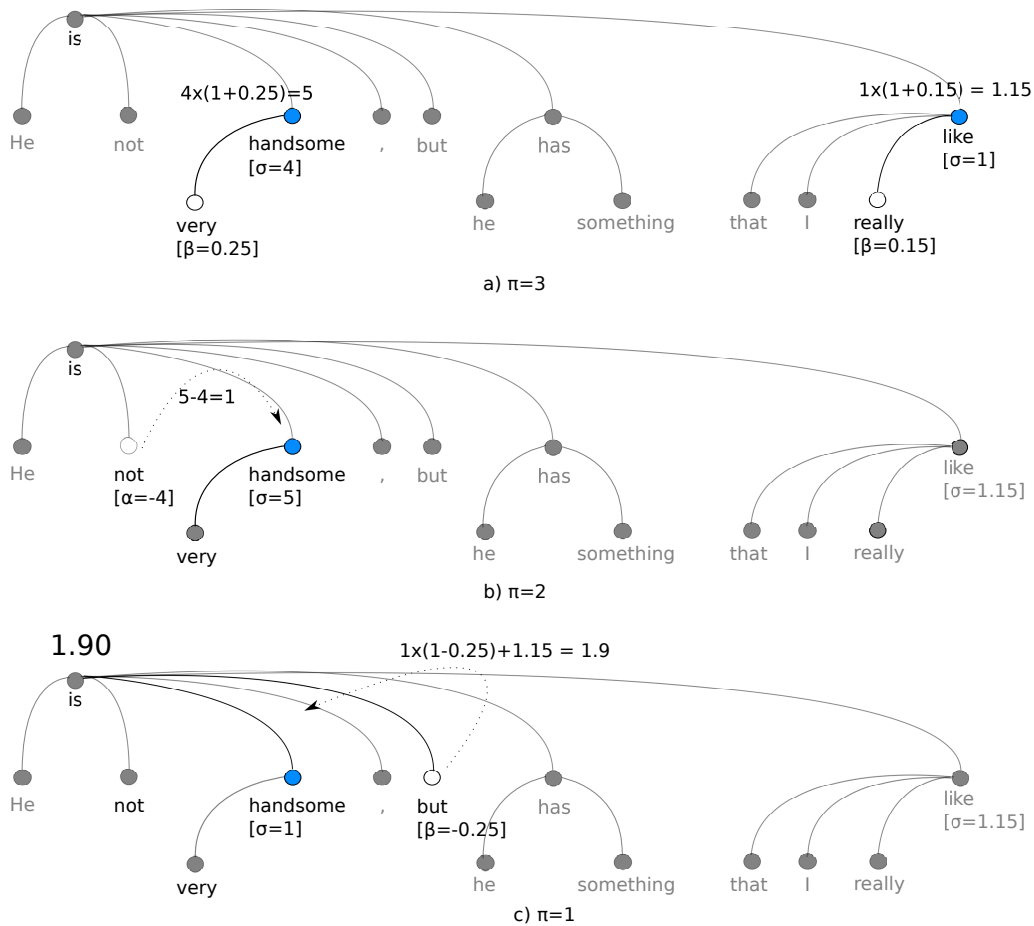 is
4x(1+0.25)=5
1x(1+0.15) = 1.15
He not handsome , but has like
[σ=4] [σ=1]
very he something that I really
[β=0.25] [β=0.15]
a) π=3
is
5-4=1
He not handsome , but has like
[α=-4] [σ=5] [σ=1.15]
very he something that I really
b) π=2
1.90
1x(1-0.25)+1.15 = 1.9
is
He not handsome , but has like
[σ=1] [β=-0.25] [σ=1.15]
very he something that I really
c) π=1